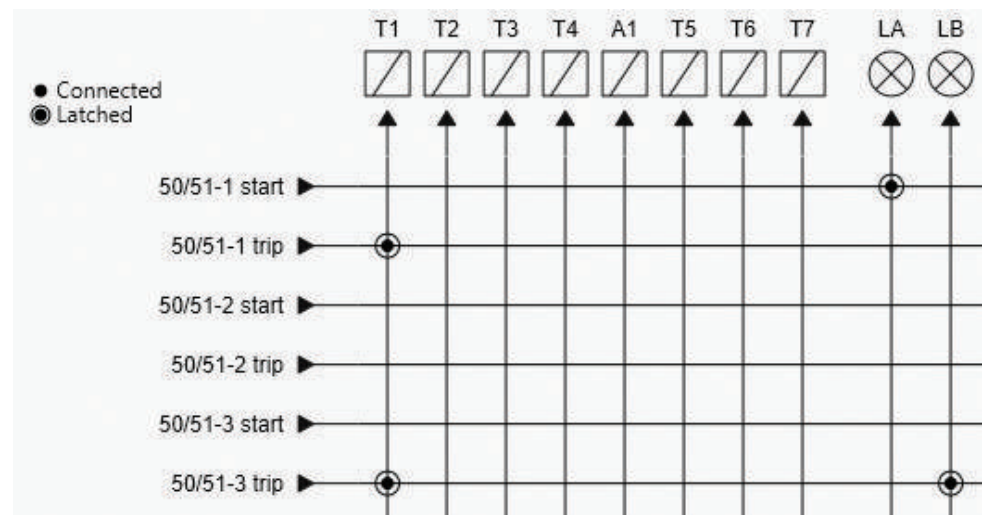 T1 T2 T3 T4 A1 T5 T6 T7 LA LB
Connected
Latched
50/51-1 start
50/51-1 trip
50/51-2 start
50/51-2 trip
50/51-3 start
50/51-3 trip